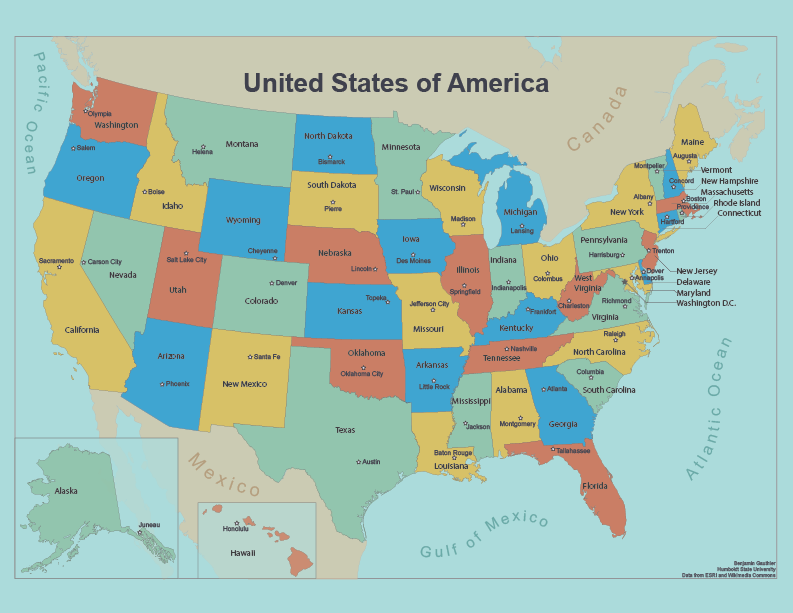 United States of America
Pacific Ocean
Canada
Olympia
Washington
Salem
Oregon
Helena
Montana
North Dakota
Bismarck
Minnesota
St. Paul
Boise
Idaho
South Dakota
Pierre
Wisconsin
Madison
Michigan
Lansing
Maine
Augusta
Montpelier
Vermont
Concord
New Hampshire
Massachusetts
Boston
Rhode Island
Providence
Connecticut
Hartford
Albany
New York
Wyoming
Cheyenne
Iowa
Des Moines
Pennsylvania
Harrisburg
Trenton
New Jersey
Dover
Delaware
Annapolis
Maryland
Washington D.C.
Sacramento
Carson City
Nevada
Salt Lake City
Utah
Nebraska
Lincoln
Illinois
Springfield
Indiana
Indianapolis
Ohio
Columbus
West
Virginia
Charleston
Richmond
Virginia
California
Denver
Colorado
Topeka
Kansas
Jefferson City
Missouri
Frankfort
Kentucky
Raleigh
North Carolina
Arizona
Phoenix
Santa Fe
New Mexico
Oklahoma
Oklahoma City
Arkansas
Little Rock
Nashville
Tennessee
Columbia
South Carolina
Mississippi
Jackson
Alabama
Montgomery
Atlanta
Georgia
Atlantic Ocean
Texas
Austin
Baton Rouge
Louisiana
Tallahassee
Florida
Mexico
Gulf of Mexico
Alaska
Juneau
Honolulu
Hawaii
Benjamin Gauthier
Humboldt State University
Data from ESRI and Wikimedia Commons